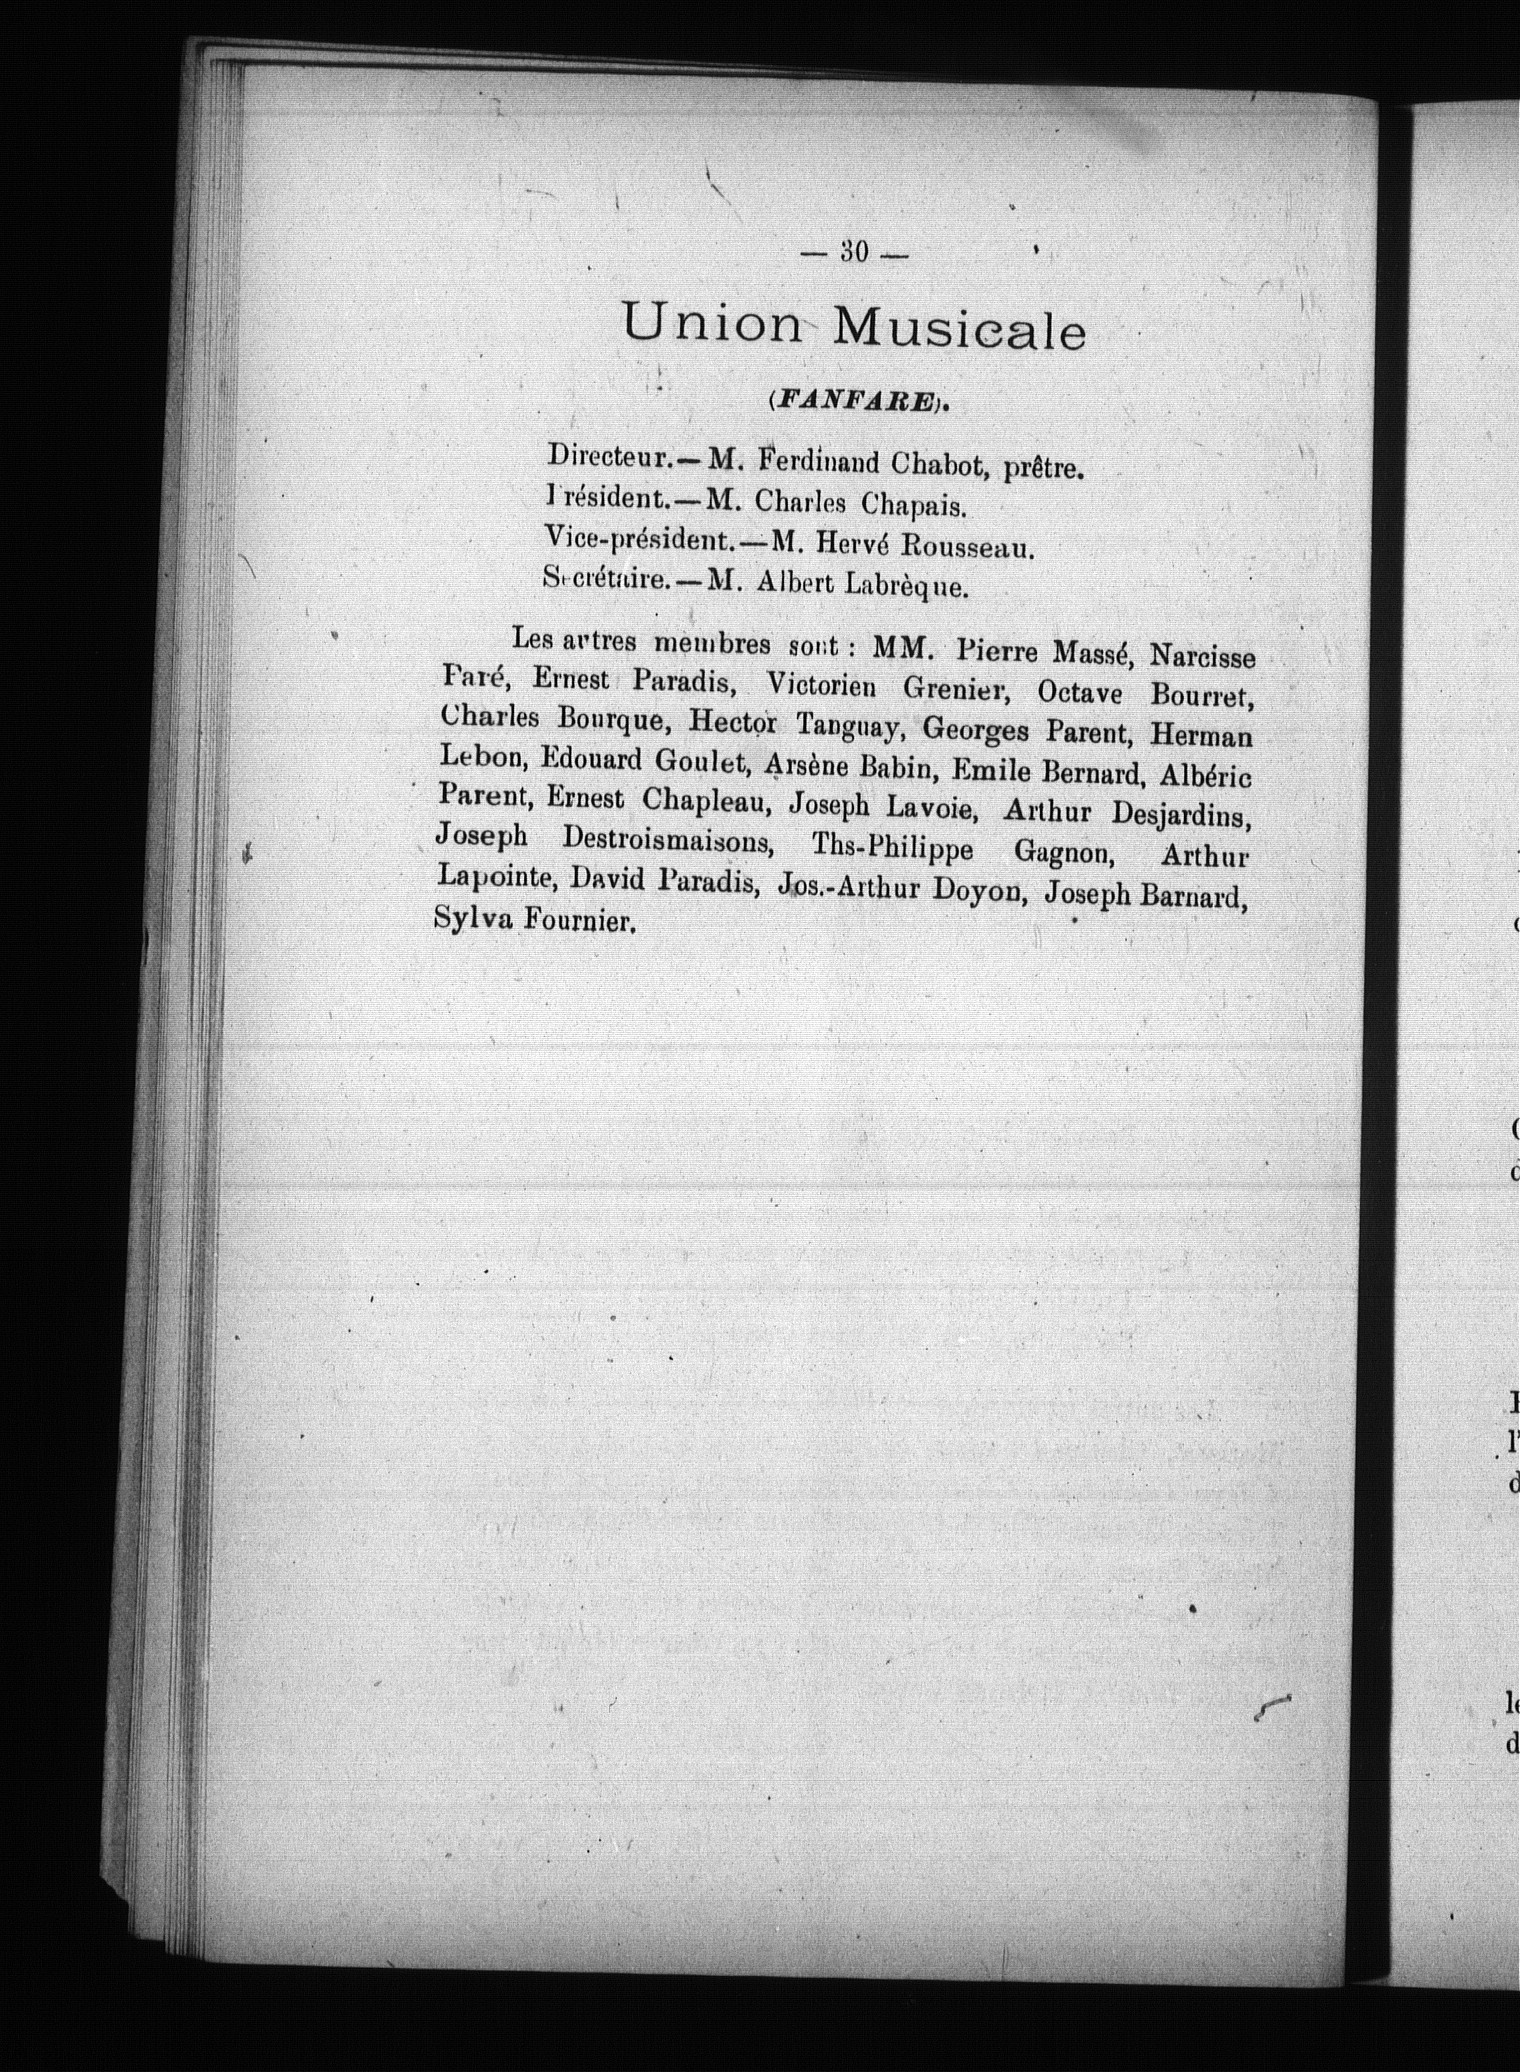 — 30 —
Union Musicale
(FANFARE).
Directeur.— M. Ferdinand Chabot, prêtre.
Président.— M. Charles Chapais.
Vice-président.—M. Hervé Rousseau.
Secrétaire.— M. Albert Labrèque.
Les artres membres sont : MM. Pierre Massé, Narcisse
Faré, Ernest Paradis, Victorien Grenier, Octave Bourret,
Charles Bourque, Hector Tanguay, Georges Parent, Herman
Lebon, Edouard Goulet, Arsène Babin, Emile Bernard, Albéric
Parent, Ernest Chapleau, Joseph Lavoie, Arthur Desjardins,
Joseph Destroismaisons, Ths-Philippe Gagnon, Arthur
Lapointe, David Paradis, Jos.-Arthur Doyon, Joseph Barnard,
Sylva Fournier.